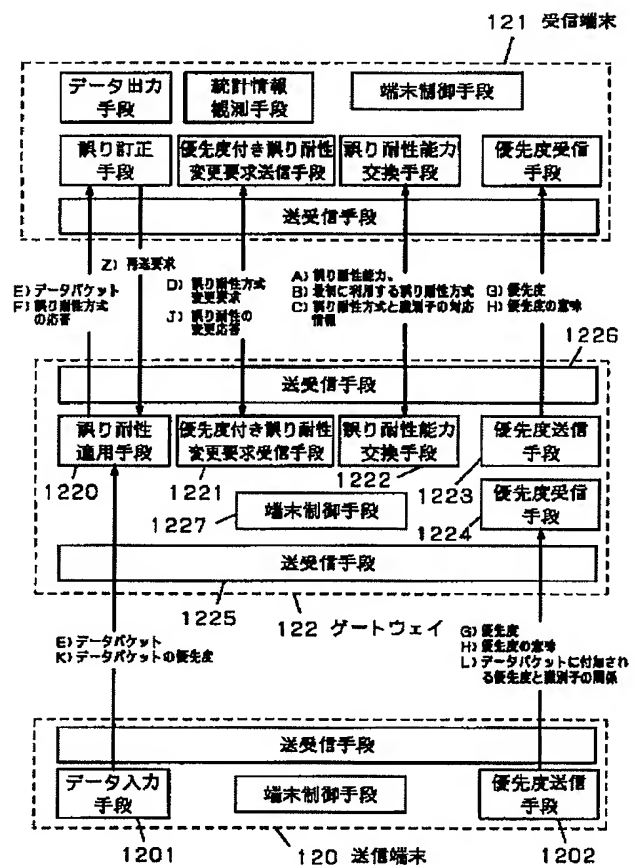 121 受信端末
データ出力
手段
統計情報
観測手段
端末制御手段
誤り訂正
手段
優先度付き誤り耐性
変更要求送信手段
誤り耐性能力
交換手段
優先度受信
手段
送受信手段
Z) 再送要求
E) データパケット
F) 誤り耐性方式
の応答
D) 誤り耐性方式
変更要求
J) 誤り耐性の
変更応答
A) 誤り耐性能力、
B) 最初に利用する誤り耐性方式
C) 誤り耐性方式と識別子の対応
情報
G) 優先度
H) 優先度の意味
1226
送受信手段
誤り耐性
適用手段
優先度付き誤り耐性
変更要求受信手段
誤り耐性能力
交換手段
優先度送信
手段
1220
1221
1222
1223
優先度受信
手段
1227
端末制御手段
1224
送受信手段
1225
122 ゲートウェイ
E) データパケット
K) データパケットの優先度
G) 優先度
H) 優先度の意味
L) データパケットに付加され
る優先度と識別子の関係
送受信手段
データ入力
手段
端末制御手段
優先度送信
手段
1201
120 送信端末
1202